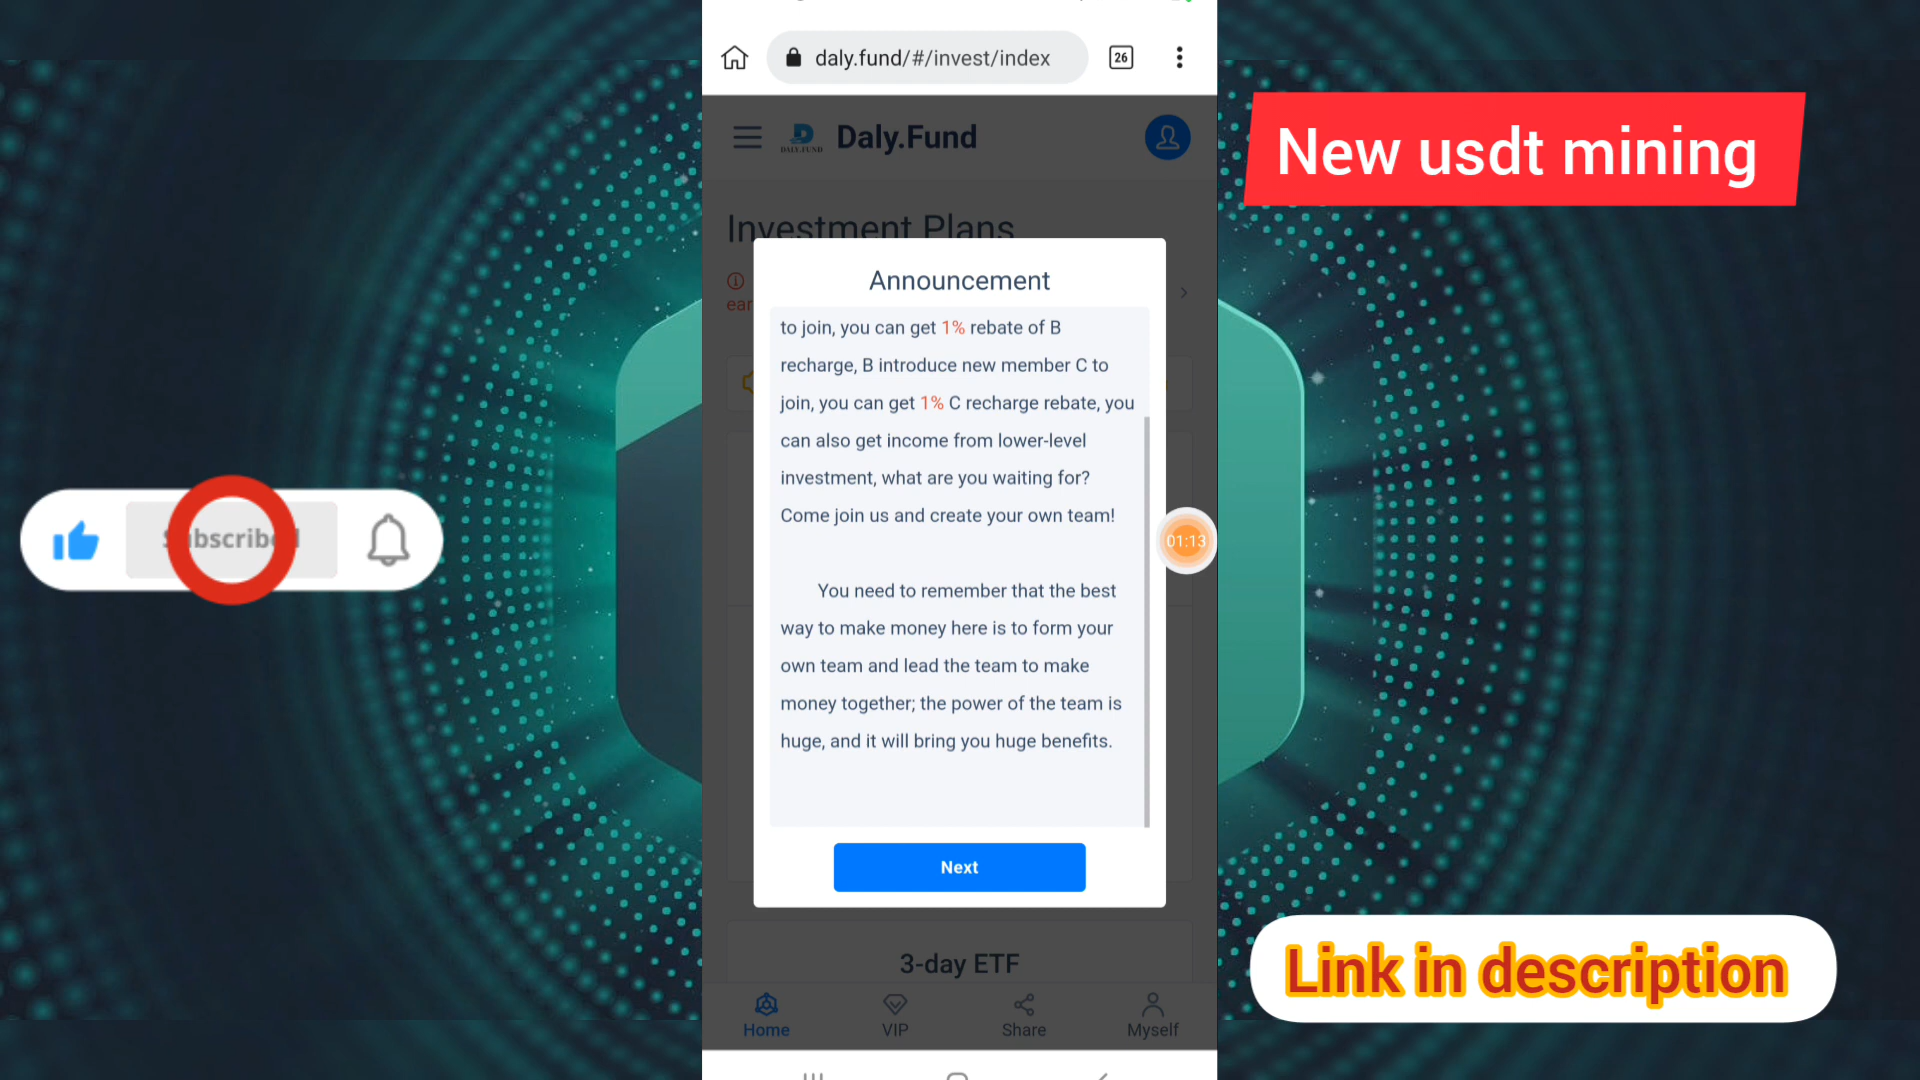 daly.fund/#/invest/index
26
DALY.FUND
Daly.Fund
New usdt mining
Investment Plans
ear
Announcement
to join, you can get 1% rebate of B
recharge, B introduce new member C to
join, you can get 1% C recharge rebate, you
can also get income from lower-level
investment, what are you waiting for?
Come join us and create your own team!
You need to remember that the best
way to make money here is to form your
own team and lead the team to make
money together; the power of the team is
huge, and it will bring you huge benefits.
Next
01:13
Subscribed
3-day ETF
Home
VIP
Share
Myself
Link in description